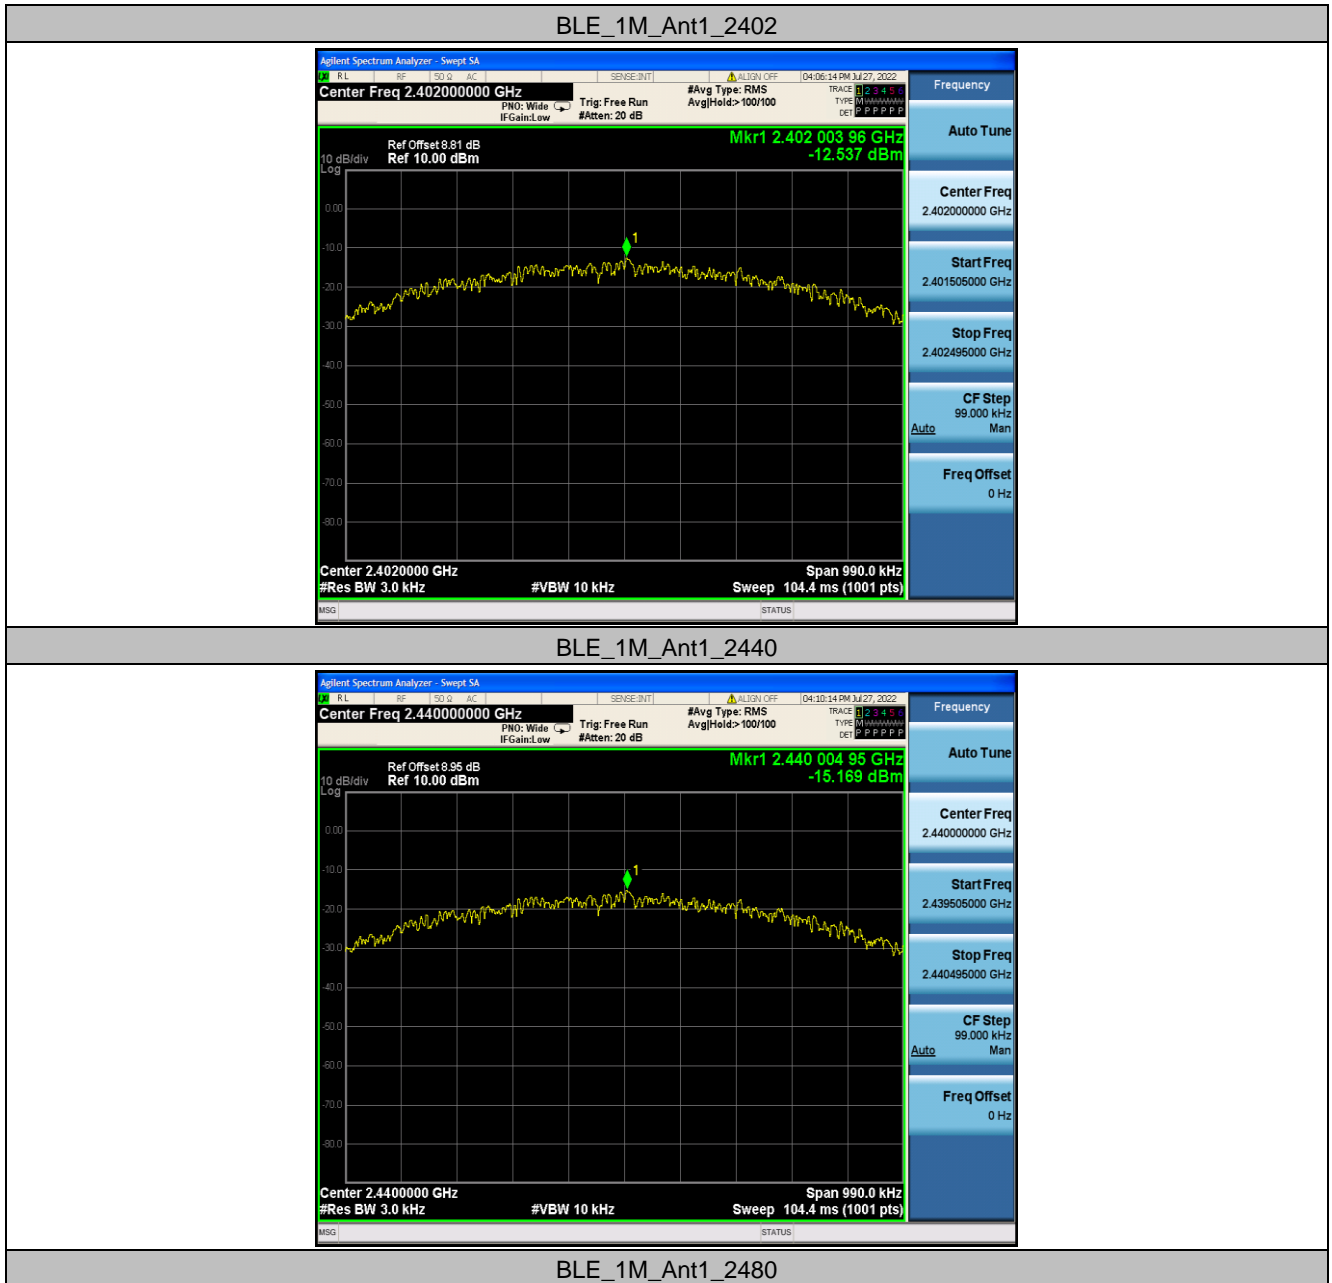 BLE_1M_Ant1_2402
Agilent Spectrum Analyzer - Swept SA
RL RF 50 Ω AC SENSE:INT ALIGN OFF 04:06:14 PM Jul 27, 2022
Center Freq 2.402000000 GHz
PNO: Wide
IFGain:Low
Trig: Free Run
#Atten: 20 dB
#Avg Type: RMS
Avg|Hold:>100/100
TRACE 1 2 3 4 5 6
TYPE M
DET P P P P P P
Ref Offset 8.81 dB
10 dB/div Ref 10.00 dBm
Log
Mkr1 2.402 003 96 GHz
-12.537 dBm
0.00
-10.0
-20.0
-30.0
-40.0
-50.0
-60.0
-70.0
-80.0
1
Center 2.4020000 GHz Span 990.0 kHz
#Res BW 3.0 kHz #VBW 10 kHz Sweep 104.4 ms (1001 pts)
MSG STATUS
Frequency
Auto Tune
Center Freq
2.402000000 GHz
Start Freq
2.401505000 GHz
Stop Freq
2.402495000 GHz
CF Step
99.000 kHz
Auto Man
Freq Offset
0 Hz
BLE_1M_Ant1_2440
Agilent Spectrum Analyzer - Swept SA
RL RF 50 Ω AC SENSE:INT ALIGN OFF 04:10:14 PM Jul 27, 2022
Center Freq 2.440000000 GHz
PNO: Wide
IFGain:Low
Trig: Free Run
#Atten: 20 dB
#Avg Type: RMS
Avg|Hold:>100/100
TRACE 1 2 3 4 5 6
TYPE M
DET P P P P P P
Ref Offset 8.95 dB
10 dB/div Ref 10.00 dBm
Log
Mkr1 2.440 004 95 GHz
-15.169 dBm
0.00
-10.0
-20.0
-30.0
-40.0
-50.0
-60.0
-70.0
-80.0
1
Center 2.4400000 GHz Span 990.0 kHz
#Res BW 3.0 kHz #VBW 10 kHz Sweep 104.4 ms (1001 pts)
MSG STATUS
Frequency
Auto Tune
Center Freq
2.440000000 GHz
Start Freq
2.439505000 GHz
Stop Freq
2.440495000 GHz
CF Step
99.000 kHz
Auto Man
Freq Offset
0 Hz
BLE_1M_Ant1_2480